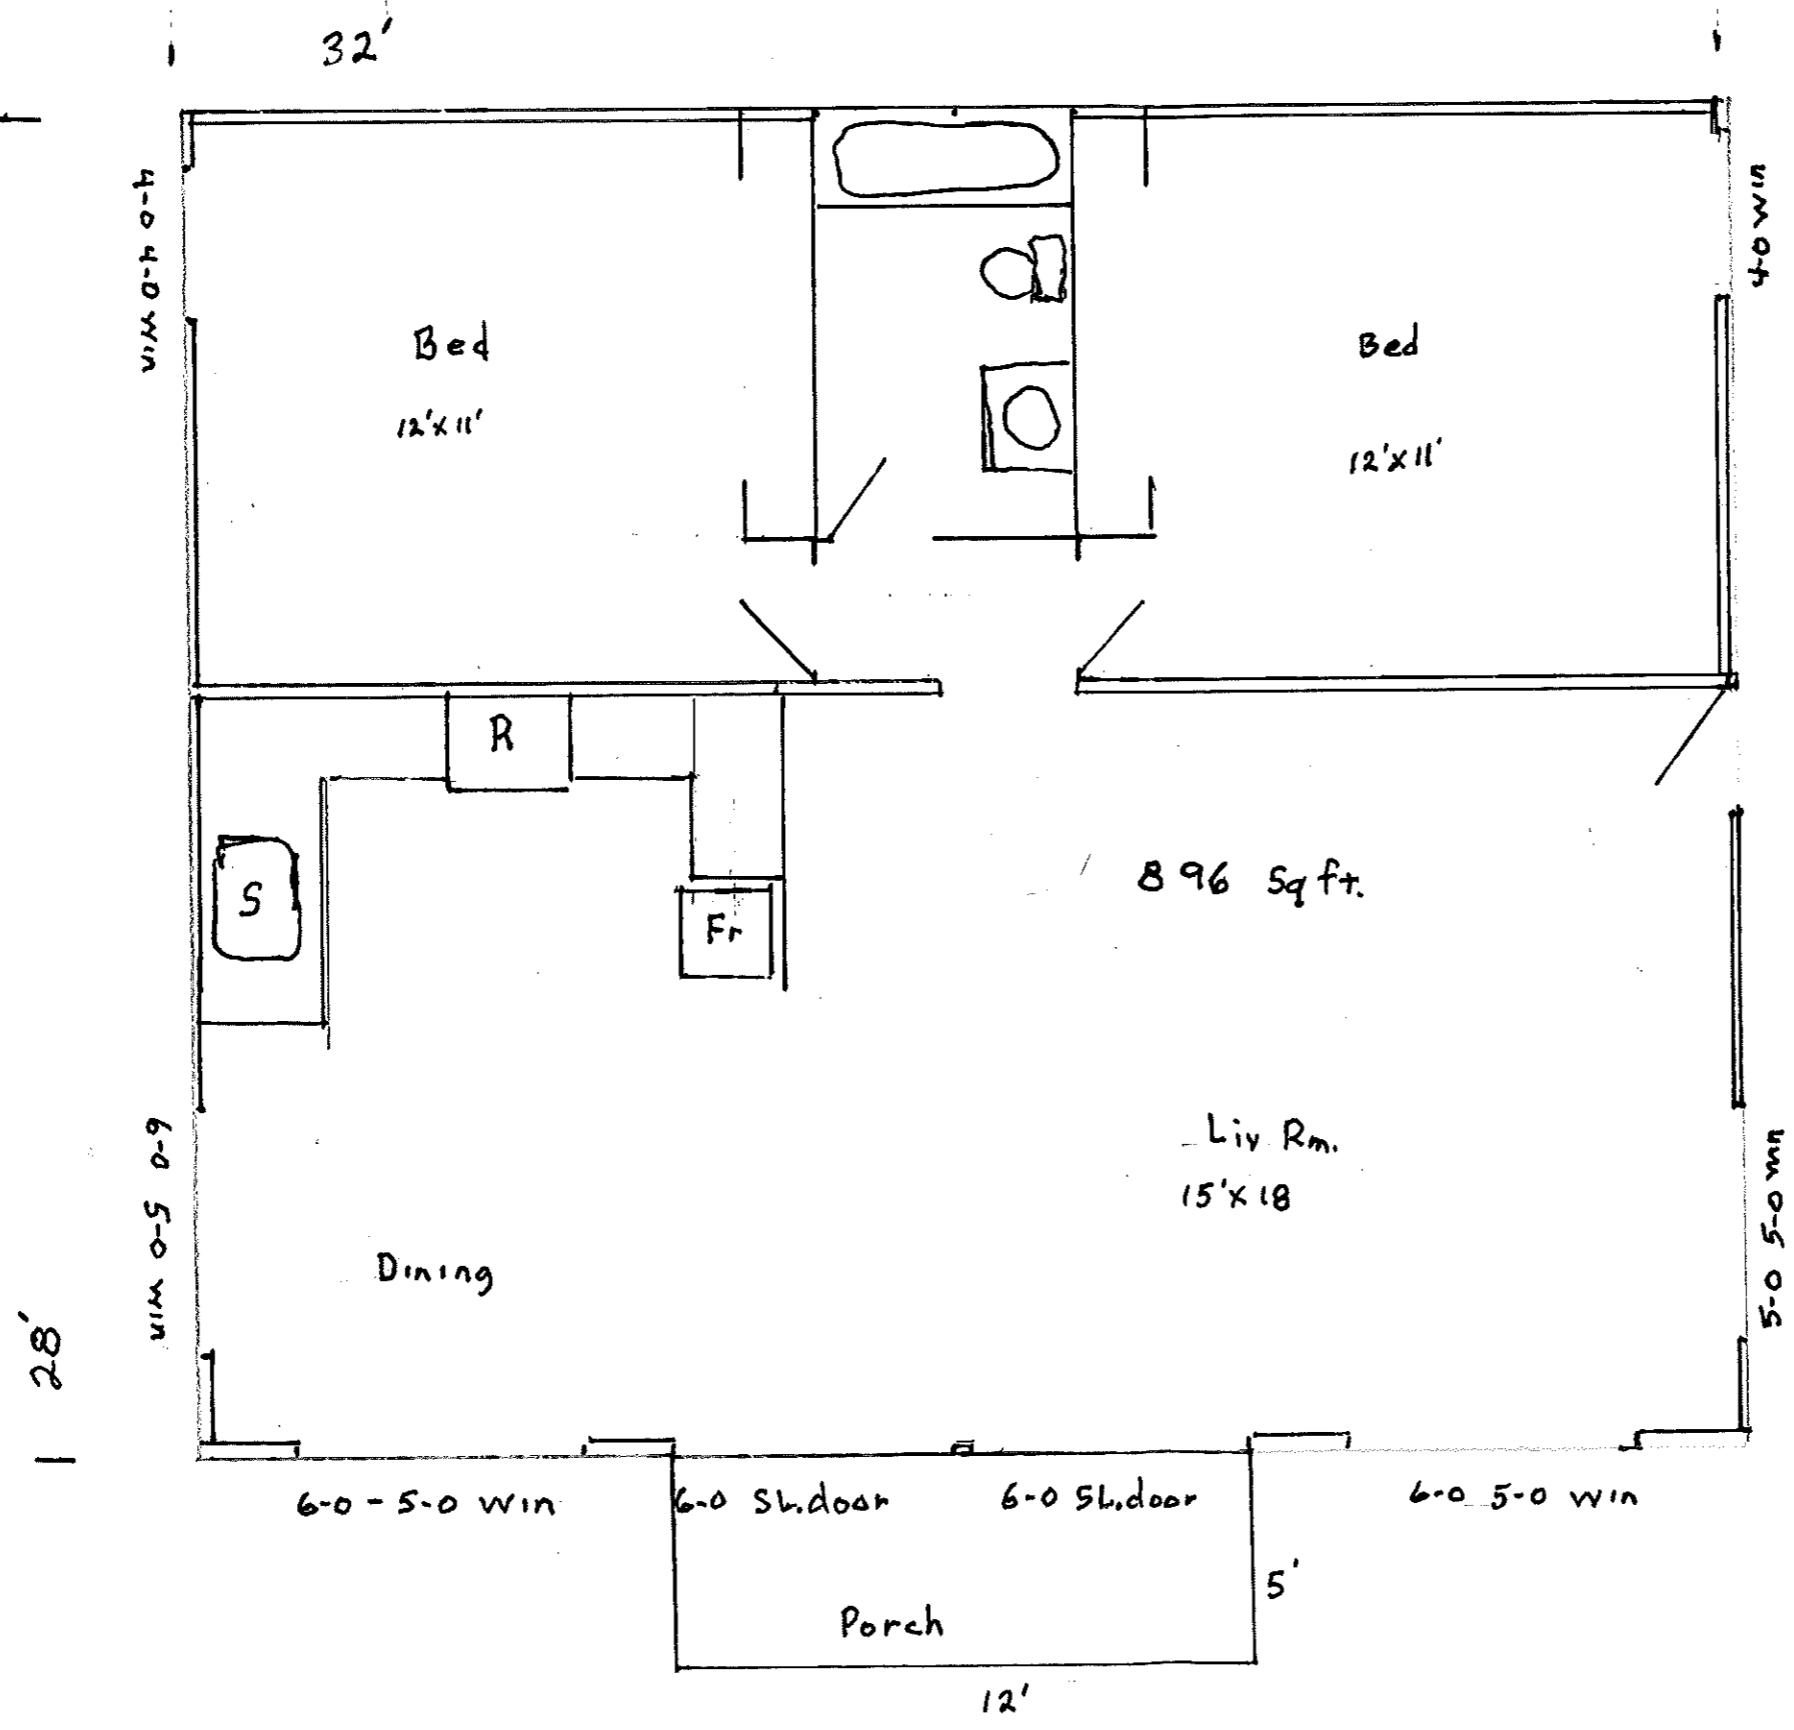 32'
4-0 4-0 win
4-0 win
Bed
12'x11'
Bed
12'x11'
R
S
Fr
896 Sq ft.
Liv Rm.
15'x18
Dining
6-0 5-0 win
5-0 5-0 win
28'
6-0-5-0 win
6-0 SL.door
6-0 SL.door
6-0 5-0 win
5'
Porch
12'